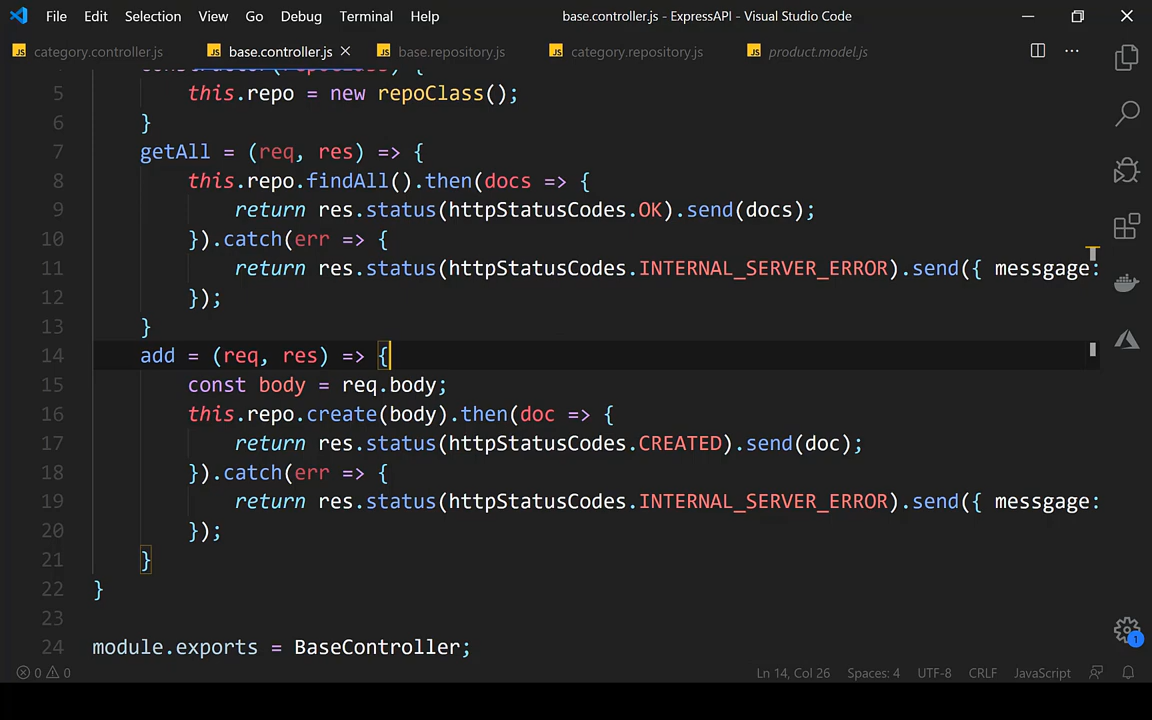 File Edit Selection View Go Debug Terminal Help base.controller.js - ExpressAPI - Visual Studio Code
JS category.controller.js JS base.controller.js JS base.repository.js JS category.repository.js JS product.model.js ...
5 this.repo = new repoClass();
6 }
7 getAll = (req, res) => {
8 this.repo.findAll().then(docs => {
9 return res.status(httpStatusCodes.OK).send(docs);
10 }).catch(err => {
11 return res.status(httpStatusCodes.INTERNAL_SERVER_ERROR).send({ messgage:
12 });
13 }
14 add = (req, res) => {
15 const body = req.body;
16 this.repo.create(body).then(doc => {
17 return res.status(httpStatusCodes.CREATED).send(doc);
18 }).catch(err => {
19 return res.status(httpStatusCodes.INTERNAL_SERVER_ERROR).send({ messgage:
20 });
21 }
22 }
23
24 module.exports = BaseController;
1
0 0 Ln 14, Col 26 Spaces: 4 UTF-8 CRLF JavaScript